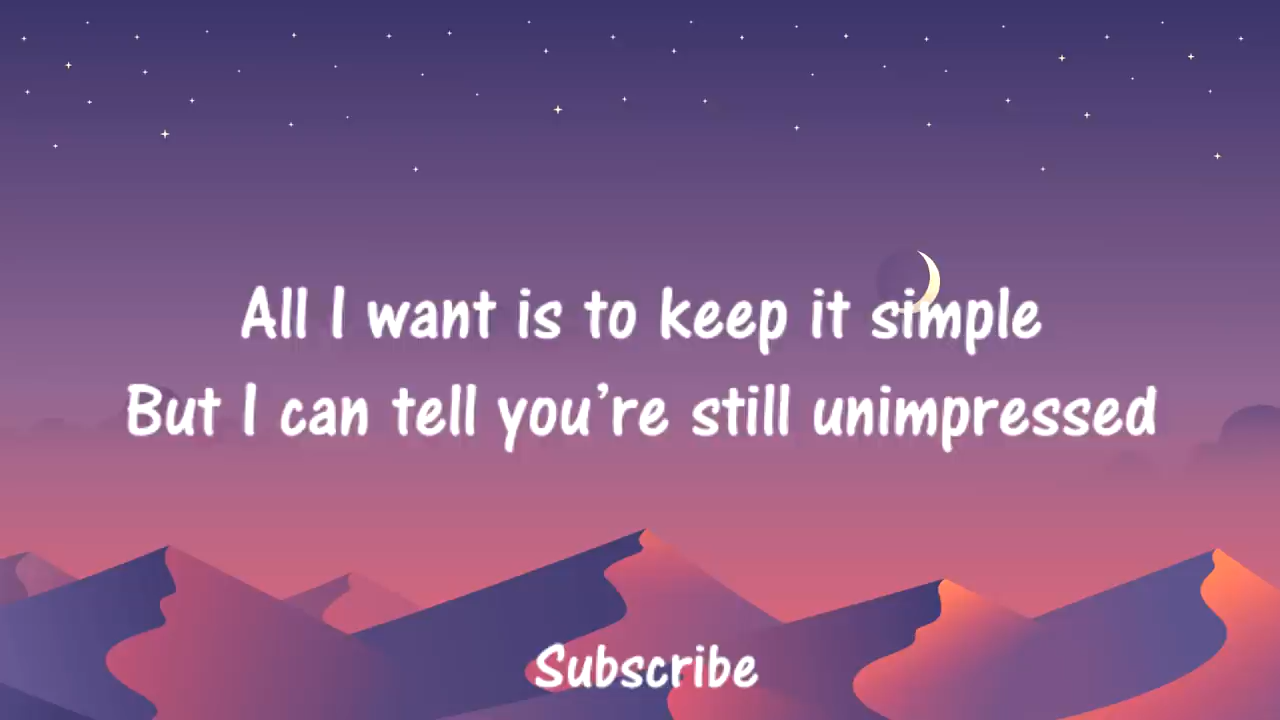 All I want is to keep it simple
But I can tell you’re still unimpressed
Subscribe